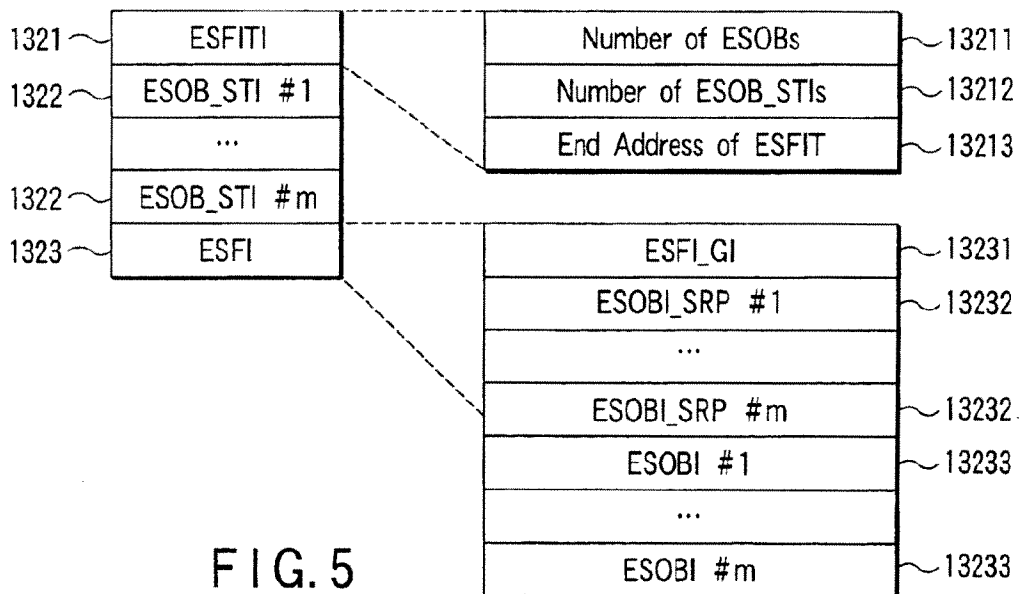 1321 ESFITI
1322 ESOB_STI #1
...
1322 ESOB_STI #m
1323 ESFI
Number of ESOBs 13211
Number of ESOB_STIs 13212
End Address of ESFIT 13213
ESFI_GI 13231
ESOBI_SRP #1 13232
...
ESOBI_SRP #m 13232
ESOBI #1 13233
...
ESOBI #m 13233
FIG. 5